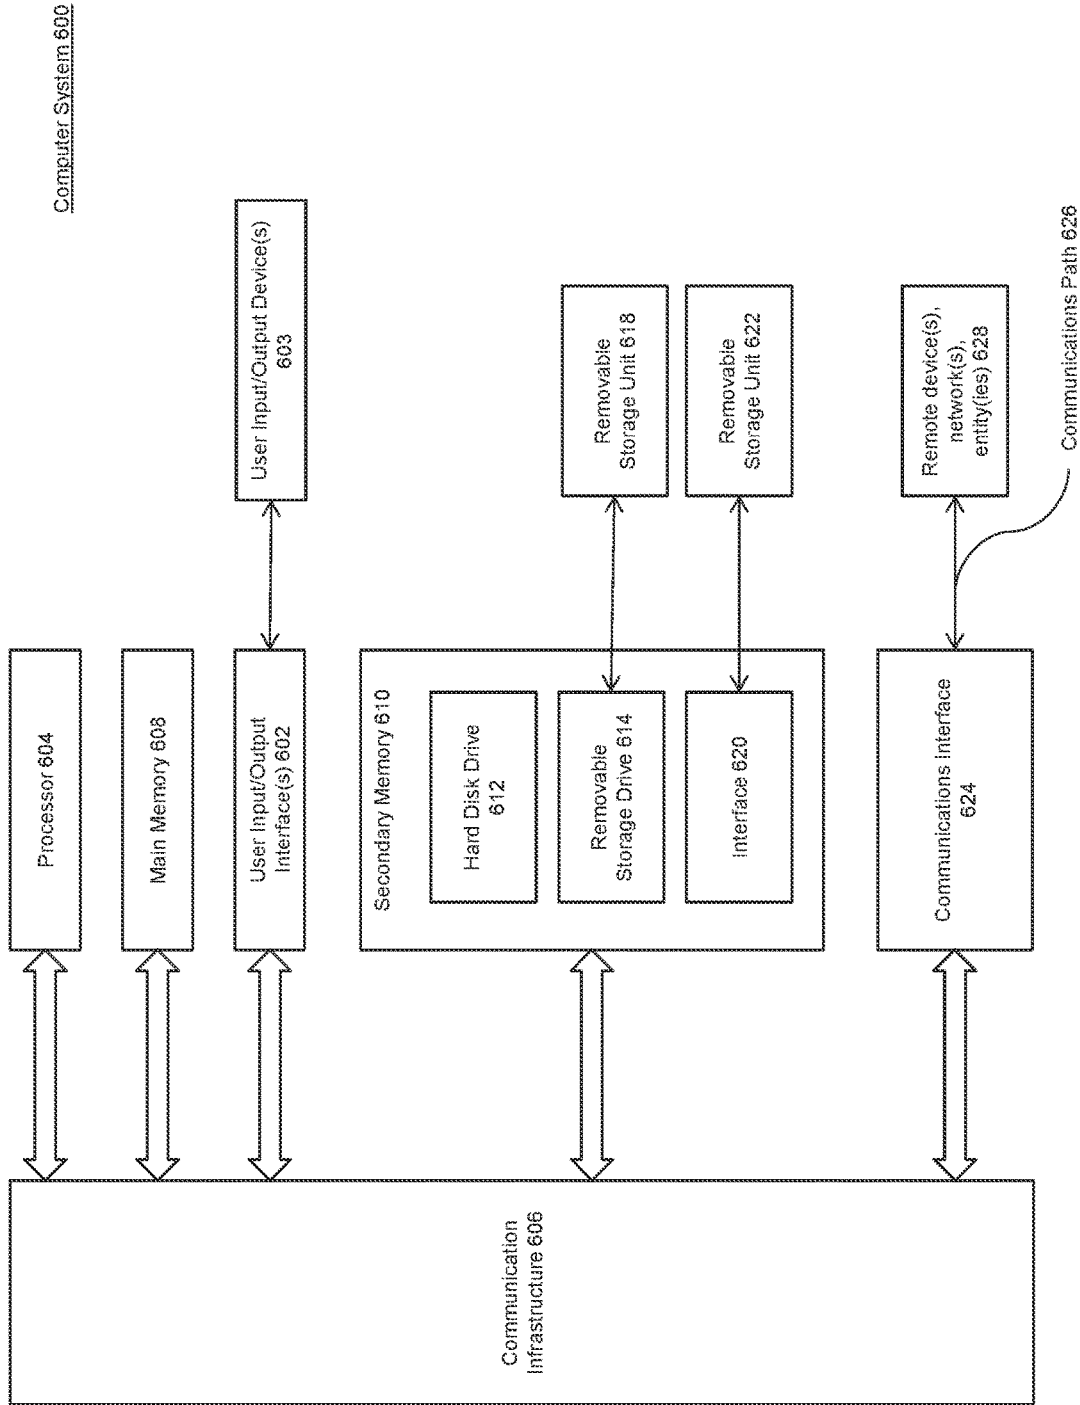 Computer System 600
Processor 604
Main Memory 608
User Input/Output
Interface(s) 602
User Input/Output Device(s)
603
Communication
Infrastructure 606
Secondary Memory 610
Hard Disk Drive
612
Removable
Storage Drive 614
Removable
Storage Unit 618
Interface 620
Removable
Storage Unit 622
Communications Interface
624
Remote device(s),
network(s),
entity(ies) 628
Communications Path 626